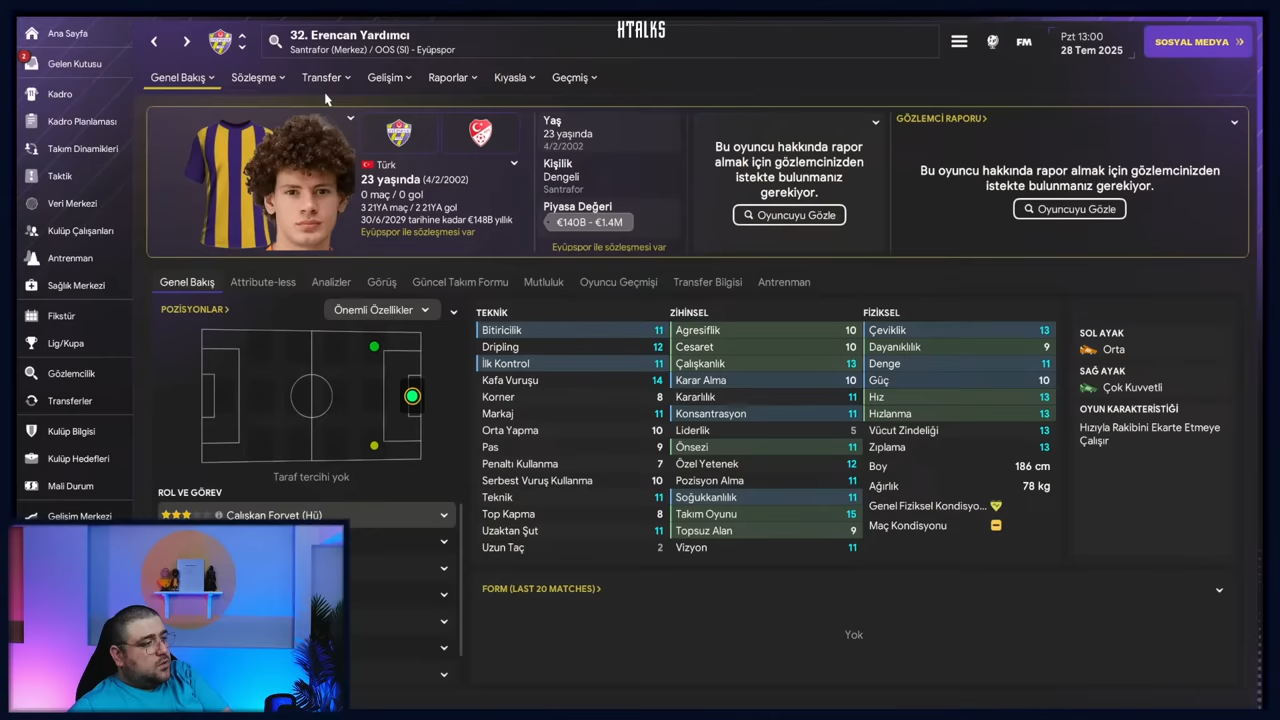 HTALKS
Ana Sayfa
2
Gelen Kutusu
Kadro
Kadro Planlaması
Takım Dinamikleri
Taktik
Veri Merkezi
Kulüp Çalışanları
Antrenman
Sağlık Merkezi
Fikstür
Lig/Kupa
Gözlemcilik
Transferler
Kulüp Bilgisi
Kulüp Hedefleri
Mali Durum
Gelişim Merkezi
32. Erencan Yardımcı
Santrafor (Merkez) / OOS (Sl) - Eyüpspor
FM
Pzt 13:00
28 Tem 2025
SOSYAL MEDYA
Genel Bakış
Sözleşme
Transfer
Gelişim
Raporlar
Kıyasla
Geçmiş
Türk
23 yaşında (4/2/2002)
0 maç / 0 gol
3 21YA maç / 2 21YA gol
30/6/2029 tarihine kadar €148B yıllık
Eyüpspor ile sözleşmesi var
Yaş
23 yaşında
4/2/2002
Kişilik
Dengeli
Santrafor
Piyasa Değeri
€140B - €1.4M
Eyüpspor ile sözleşmesi var
Bu oyuncu hakkında rapor
almak için gözlemcinizden
istekte bulunmanız
gerekiyor.
Oyuncuyu Gözle
GÖZLEMCİ RAPORU >
Bu oyuncu hakkında rapor almak için gözlemcinizden
istekte bulunmanız gerekiyor.
Oyuncuyu Gözle
Genel Bakış
Attribute-less
Analizler
Görüş
Güncel Takım Formu
Mutluluk
Oyuncu Geçmişi
Transfer Bilgisi
Antrenman
POZİSYONLAR >
Önemli Özellikler
Taraf tercihi yok
ROL VE GÖREV
Çalışkan Forvet (Hü)
TEKNİK
Bitiricilik 11
Dripling 12
İlk Kontrol 11
Kafa Vuruşu 14
Korner 8
Markaj 11
Orta Yapma 10
Pas 9
Penaltı Kullanma 7
Serbest Vuruş Kullanma 10
Teknik 11
Top Kapma 8
Uzaktan Şut 11
Uzun Taç 2
ZİHİNSEL
Agresiflik 10
Cesaret 10
Çalışkanlık 13
Karar Alma 10
Kararlılık 11
Konsantrasyon 11
Liderlik 5
Önsezi 11
Özel Yetenek 12
Pozisyon Alma 11
Soğukkanlılık 11
Takım Oyunu 15
Topsuz Alan 9
Vizyon 11
FİZİKSEL
Çeviklik 13
Dayanıklılık 9
Denge 11
Güç 10
Hız 13
Hızlanma 13
Vücut Zindeliği 13
Zıplama 13
Boy 186 cm
Ağırlık 78 kg
Genel Fiziksel Kondisyo...
Maç Kondisyonu
SOL AYAK
Orta
SAĞ AYAK
Çok Kuvvetli
OYUN KARAKTERİSTİĞİ
Hızıyla Rakibini Ekarte Etmeye
Çalışır
FORM (LAST 20 MATCHES) >
Yok